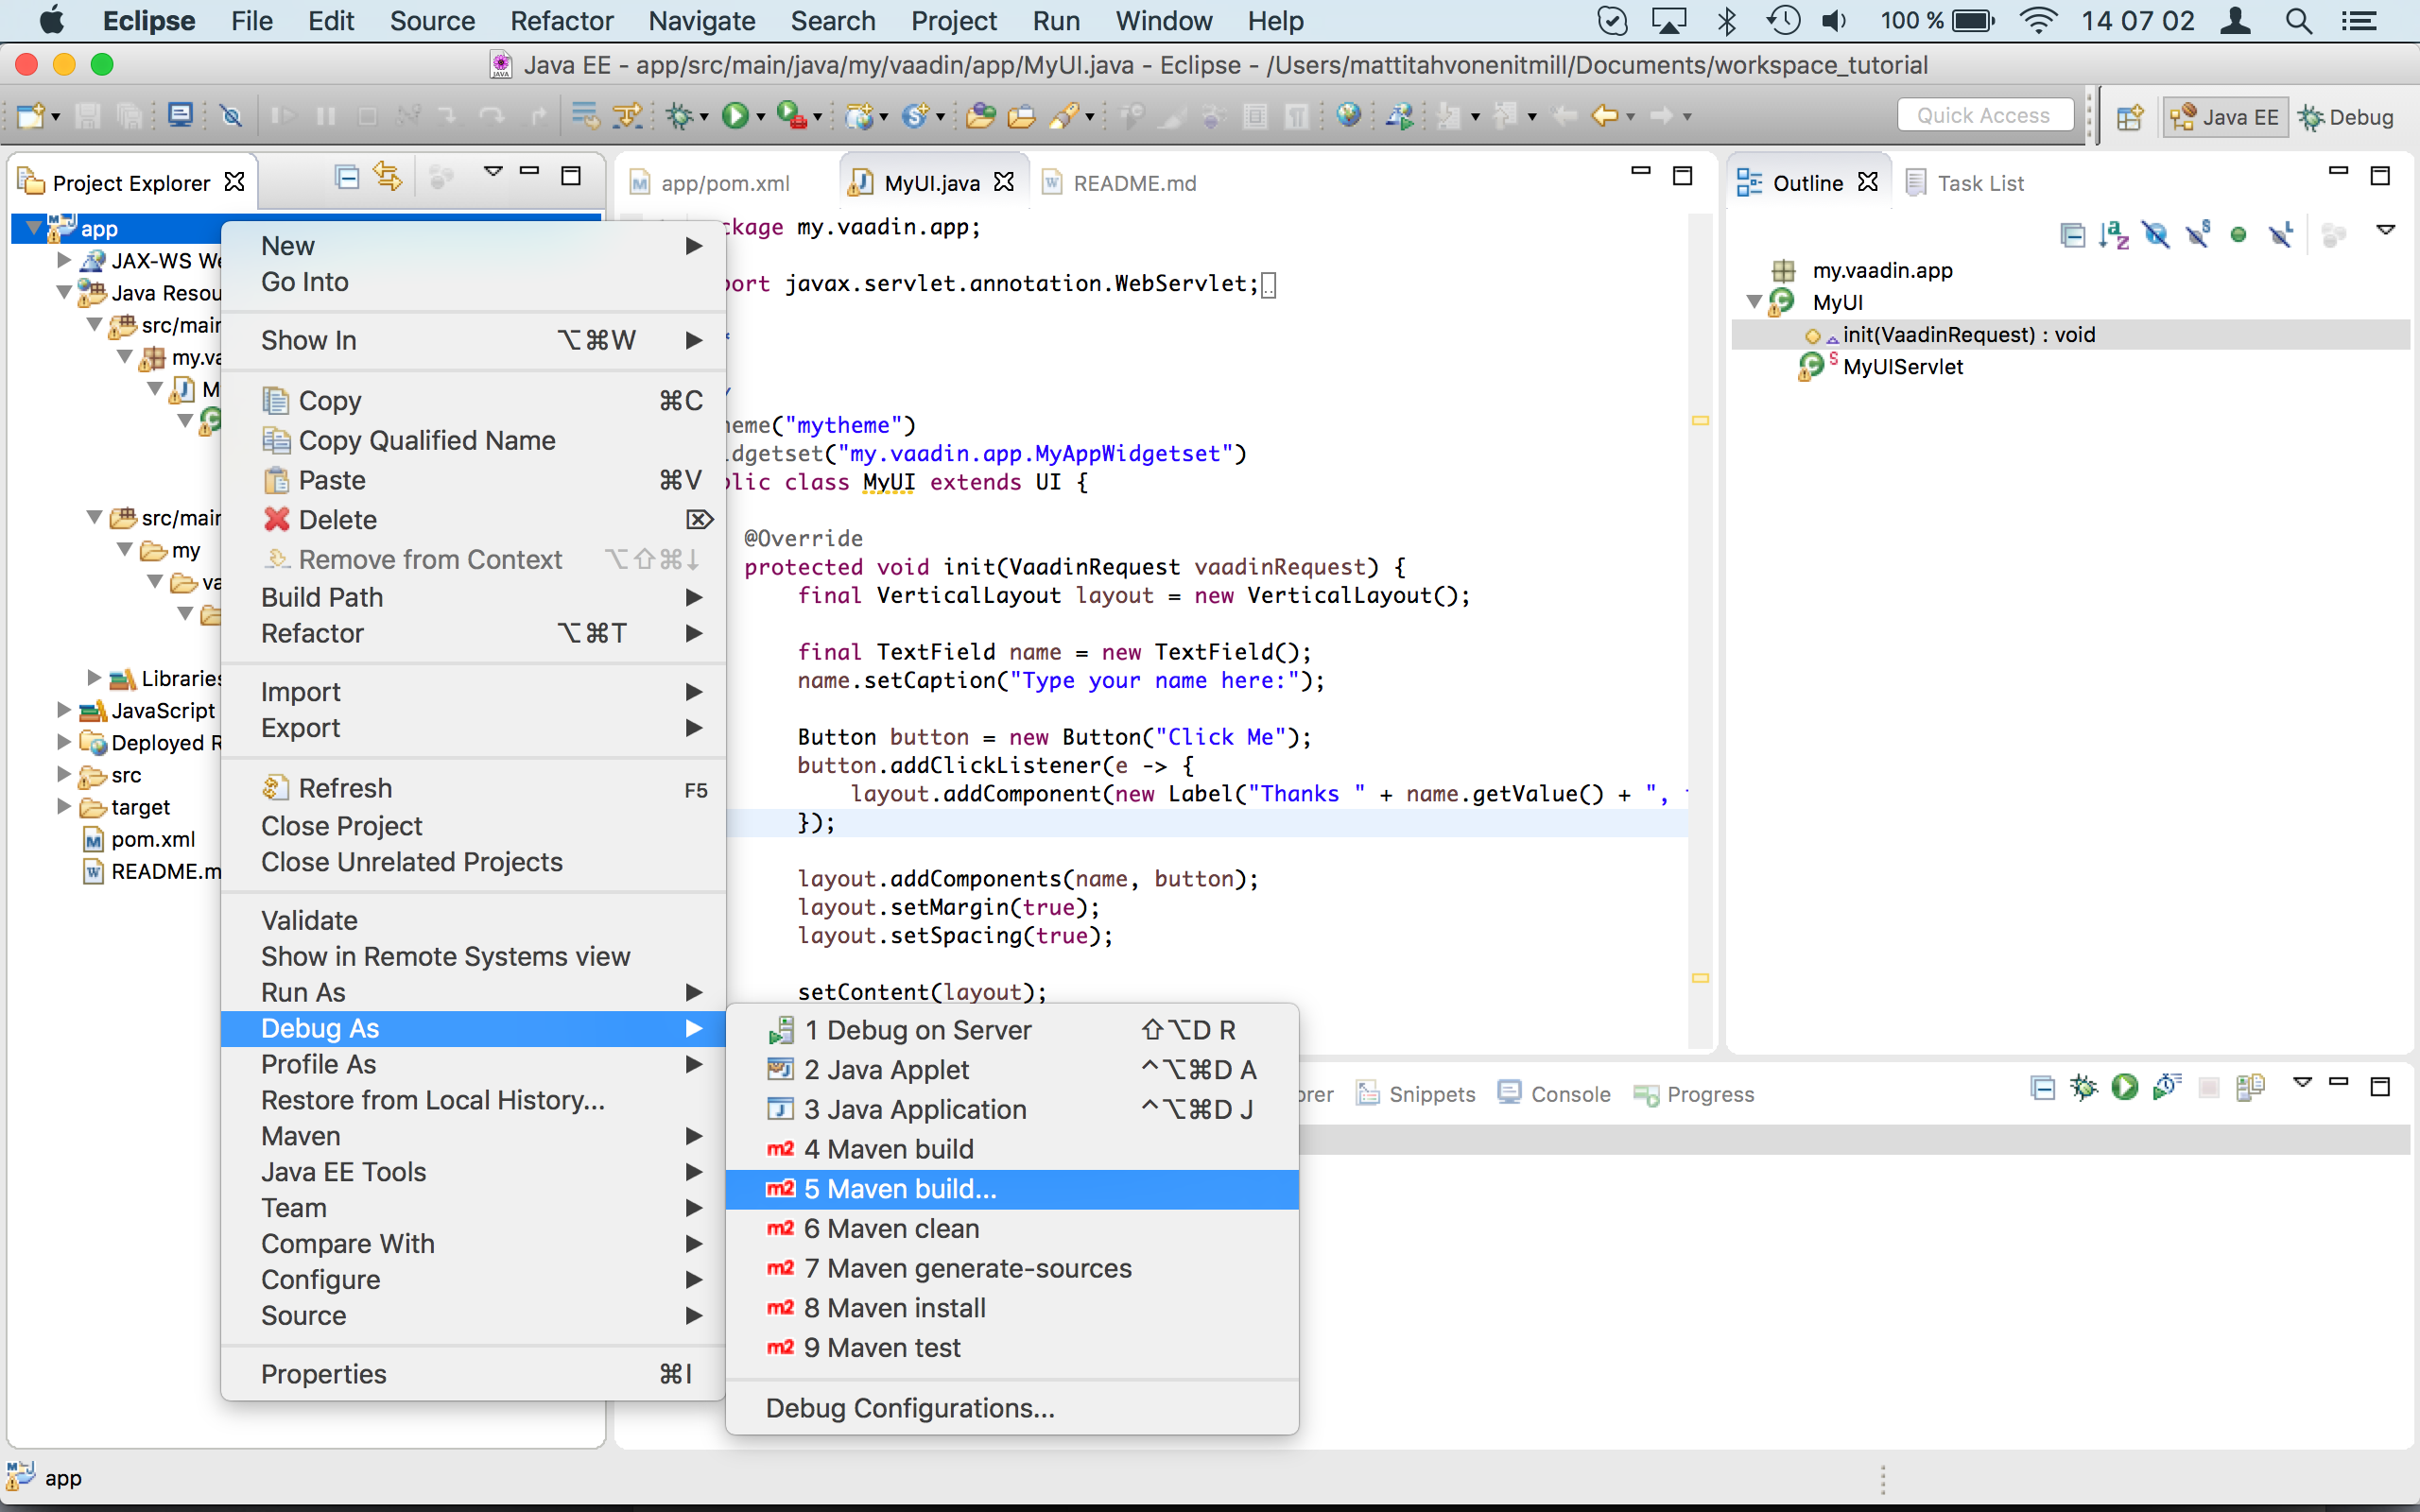 Eclipse File Edit Source Refactor Navigate Search Project Run Window Help 100 % 14 07 02
Java EE - app/src/main/java/my/vaadin/app/MyUI.java - Eclipse - /Users/mattitahvonenitmill/Documents/workspace_tutorial
Quick Access Java EE Debug
Project Explorer
app
JAX-WS We
Java Resou
src/main
my.va
M
src/main
my
va
Libraries
JavaScript
Deployed R
src
target
pom.xml
README.m
New
Go Into
Show In ⌥⌘W
Copy ⌘C
Copy Qualified Name
Paste ⌘V
Delete ⌦
Remove from Context ⌥⇧⌘↓
Build Path
Refactor ⌥⌘T
Import
Export
Refresh F5
Close Project
Close Unrelated Projects
Validate
Show in Remote Systems view
Run As
Debug As
Profile As
Restore from Local History...
Maven
Java EE Tools
Team
Compare With
Configure
Source
Properties ⌘I
1 Debug on Server ⇧⌥D R
2 Java Applet ^⌥⌘D A
3 Java Application ^⌥⌘D J
m2 4 Maven build
m2 5 Maven build...
m2 6 Maven clean
m2 7 Maven generate-sources
m2 8 Maven install
m2 9 Maven test
Debug Configurations...
app/pom.xml MyUI.java README.md
ckage my.vaadin.app;
port javax.servlet.annotation.WebServlet;
eme("mytheme")
dgetset("my.vaadin.app.MyAppWidgetset")
lic class MyUI extends UI {
@Override
protected void init(VaadinRequest vaadinRequest) {
final VerticalLayout layout = new VerticalLayout();
final TextField name = new TextField();
name.setCaption("Type your name here:");
Button button = new Button("Click Me");
button.addClickListener(e -> {
layout.addComponent(new Label("Thanks " + name.getValue() + ",
});
layout.addComponents(name, button);
layout.setMargin(true);
layout.setSpacing(true);
setContent(layout);
Outline Task List
my.vaadin.app
MyUI
init(VaadinRequest) : void
S MyUIServlet
orer Snippets Console Progress
app